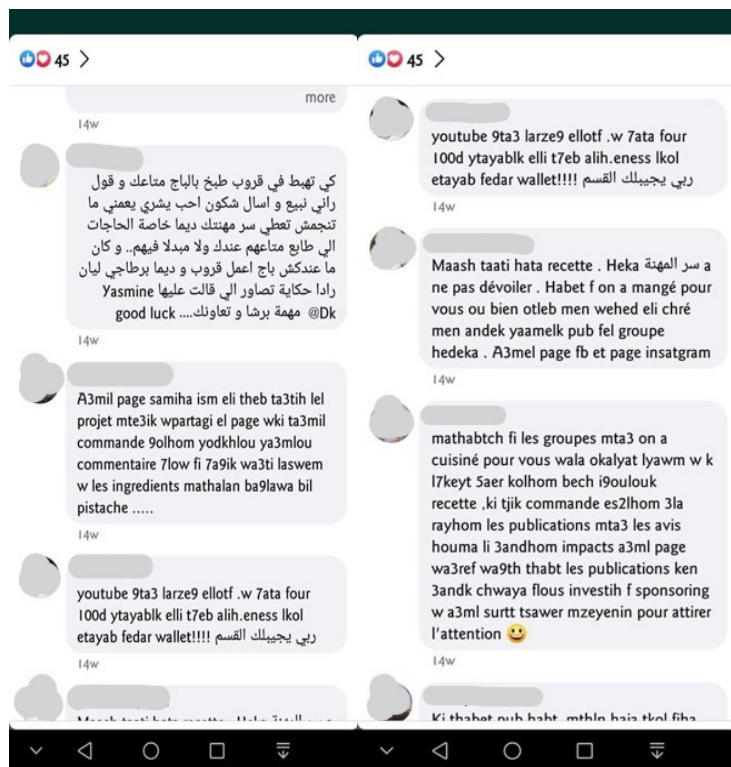 45
more
14w
كي تهبط في قروب طبخ بالباج متاعك و قول
راني نبيع و اسال شكون احب يشري يعمني ما
تنجمش تعطي سر مهنتك ديما خاصة الحاجات
الي طابع متاعهم عندك ولا مبدلا فيهم.. و كان
ما عندكش باج اعمل قروب و ديما برطاجي ليان
رادا حكاية تصاور الي قالت عليها Yasmine
Dk@ مهمة برشا و تعاونك.... good luck
14w
A3mil page samiha ism eli theb ta3tih lel
projet mte3ik wpartagi el page wki ta3mil
commande 9olhom yodkhlou ya3mlou
commentaire 7low fi 7a9ik wa3ti laswem
w les ingredients mathalan ba9lawa bil
pistache .....
14w
youtube 9ta3 larze9 ellotf .w 7ata four
100d ytayablk elli t7eb alih.eness lkol
etayab fedar wallet!!!! ربي يجيبلك القسم
14w
45
youtube 9ta3 larze9 ellotf .w 7ata four
100d ytayablk elli t7eb alih.eness lkol
etayab fedar wallet!!!! ربي يجيبلك القسم
14w
Maash taati hata recette . Heka سر المهنة a
ne pas dévoiler . Habet f on a mangé pour
vous ou bien otleb men wehed eli chré
men andek yaamelk pub fel groupe
hedeka . A3mel page fb et page insatgram
14w
mathabtch fi les groupes mta3 on a
cuisiné pour vous wala okalyat lyawm w k
l7keyt 5aer kolhom bech i9oulouk
recette ,ki tjik commande es2lhom 3la
rayhom les publications mta3 les avis
houma li 3andhom impacts a3ml page
wa3ref wa9th thabt les publications ken
3andk chwaya flous investih f sponsoring
w a3ml surtt tsawer mzeyenin pour attirer
l'attention 😃
14w
Ki thabet pub habt